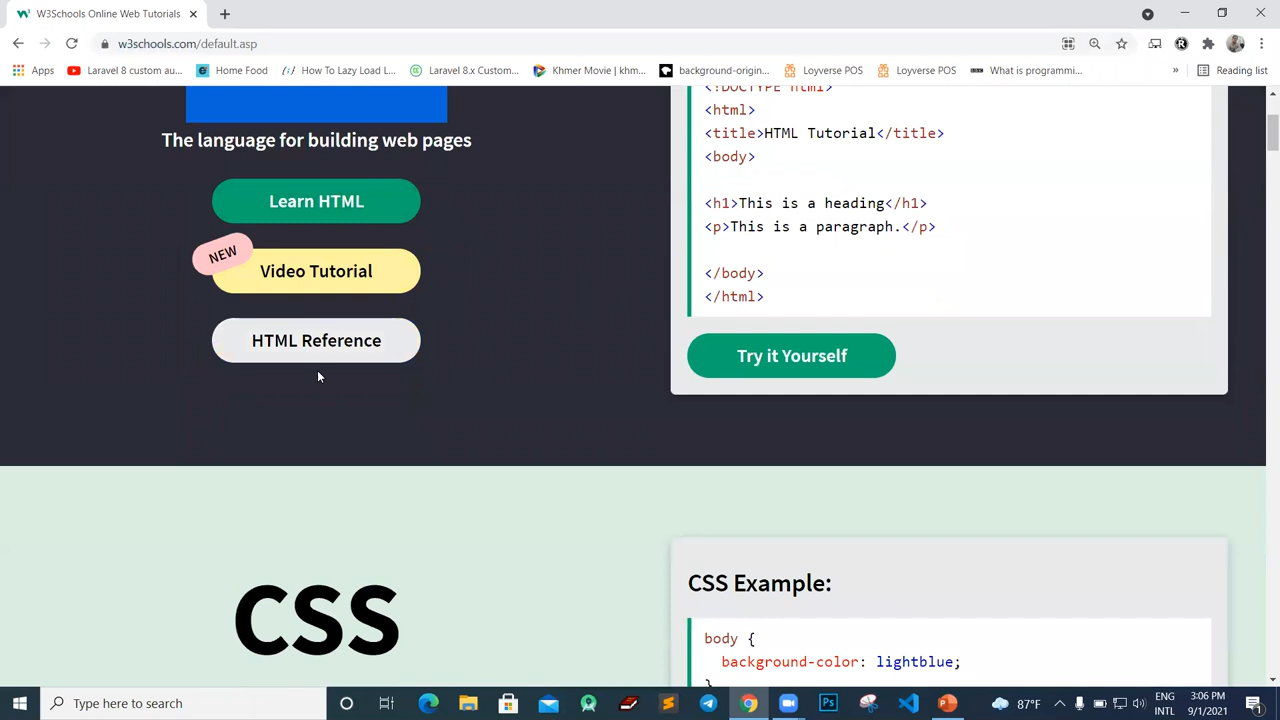 W3Schools Online Web Tutorials
w3schools.com/default.asp
Apps
Laravel 8 custom au...
Home Food
How To Lazy Load L...
Laravel 8.x Custom...
Khmer Movie | khm...
background-origin...
Loyverse POS
Loyverse POS
What is programmi...
»
Reading list
The language for building web pages
Learn HTML
NEW
Video Tutorial
HTML Reference
<!DOCTYPE html>
<html>
<title>HTML Tutorial</title>
<body>
<h1>This is a heading</h1>
<p>This is a paragraph.</p>
</body>
</html>
Try it Yourself
CSS
CSS Example:
body {
background-color: lightblue;
}
Type here to search
87°F
ENG
INTL
3:06 PM
9/1/2021